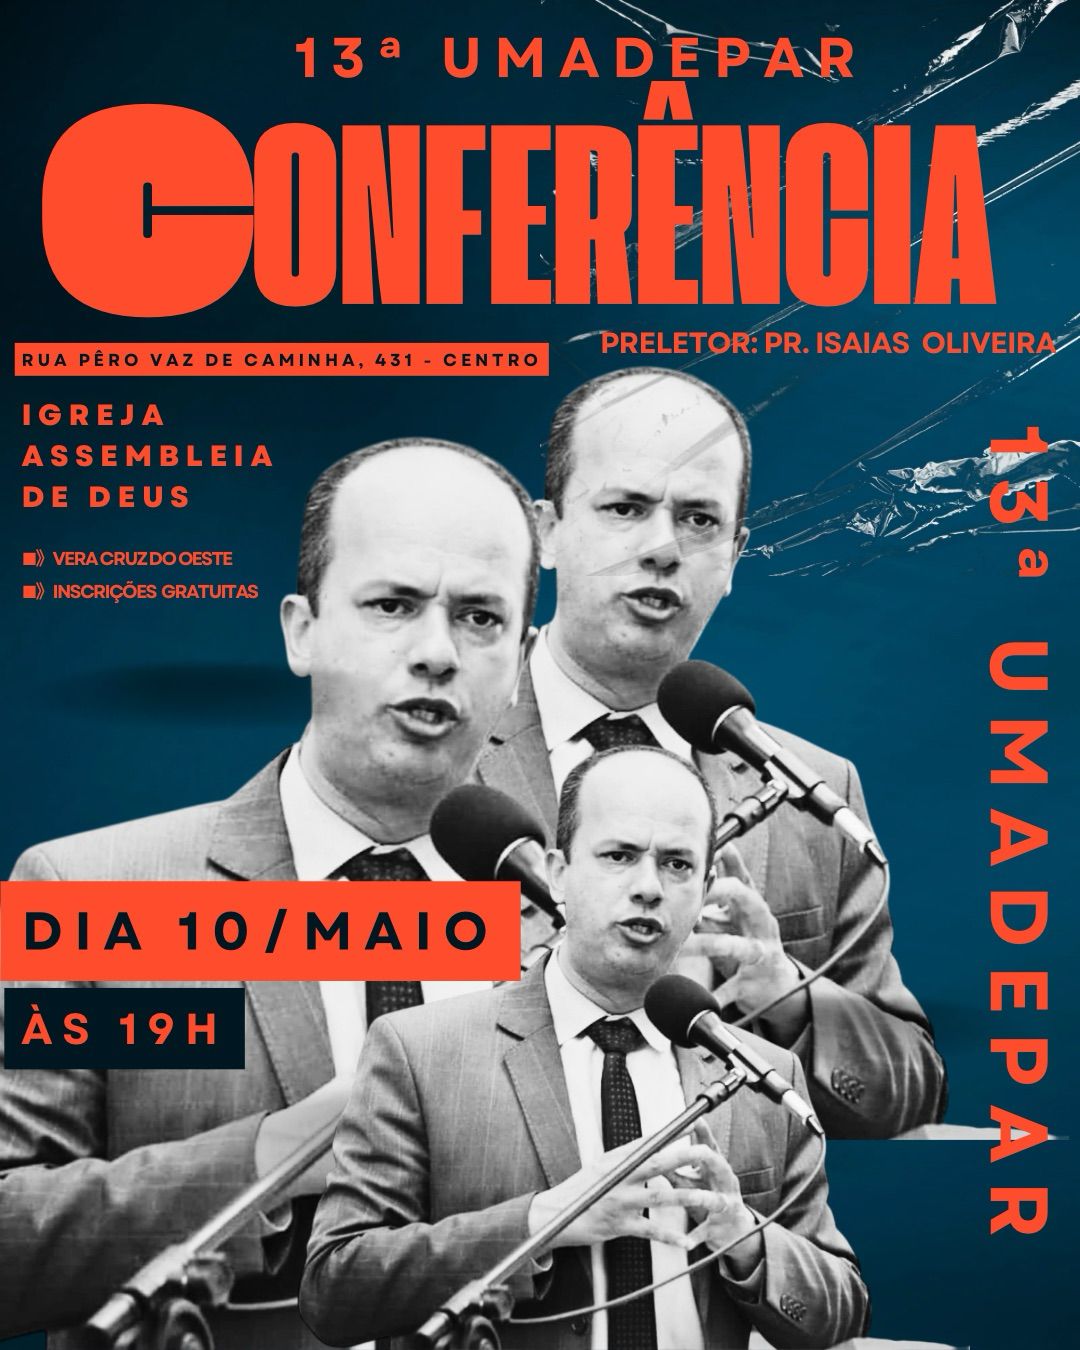 13ª UMADEPAR
CONFERÊNCIA
RUA PÊRO VAZ DE CAMINHA, 431 - CENTRO
PRELETOR: PR. ISAIAS OLIVEIRA
IGREJA
ASSEMBLEIA
DE DEUS
VERA CRUZ DO OESTE
INSCRIÇÕES GRATUITAS
13ª UMADEPAR
DIA 10/MAIO
ÀS 19H